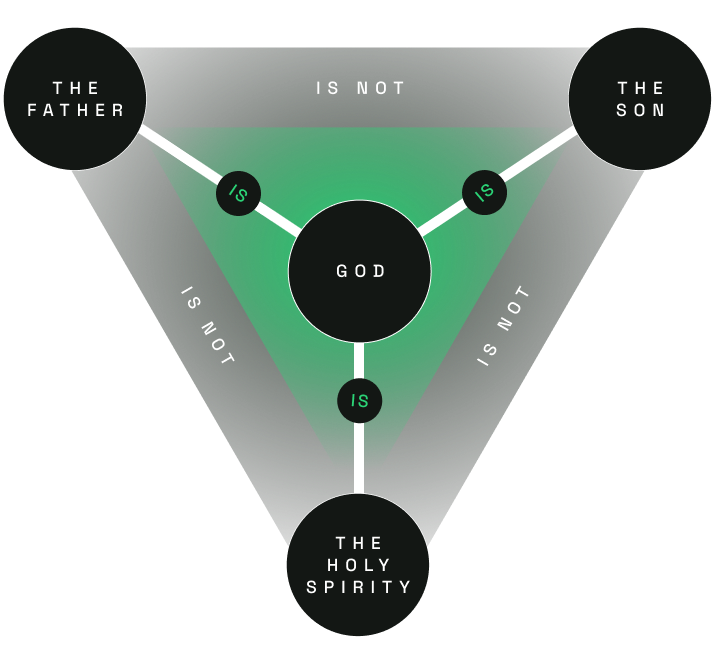 THE
FATHER
IS NOT
THE
SON
IS
IS
GOD
IS NOT
IS NOT
IS
THE
HOLY
SPIRITY